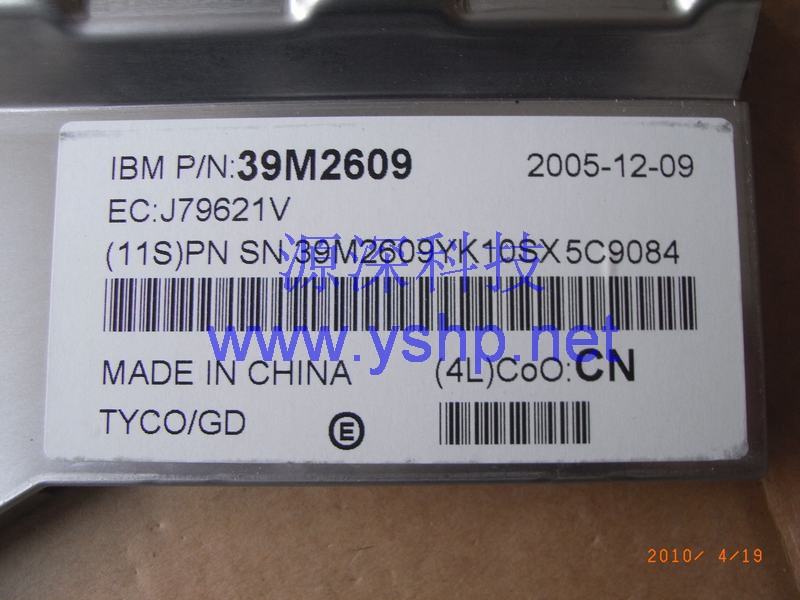 IBM P/N:39M2609 2005-12-09
EC:J79621V
(11S)PN SN 39M2609YK10SX5C9084
源深科技
www.yshp.net
MADE IN CHINA (4L)CoO:CN
TYCO/GD E
2010/ 4/19